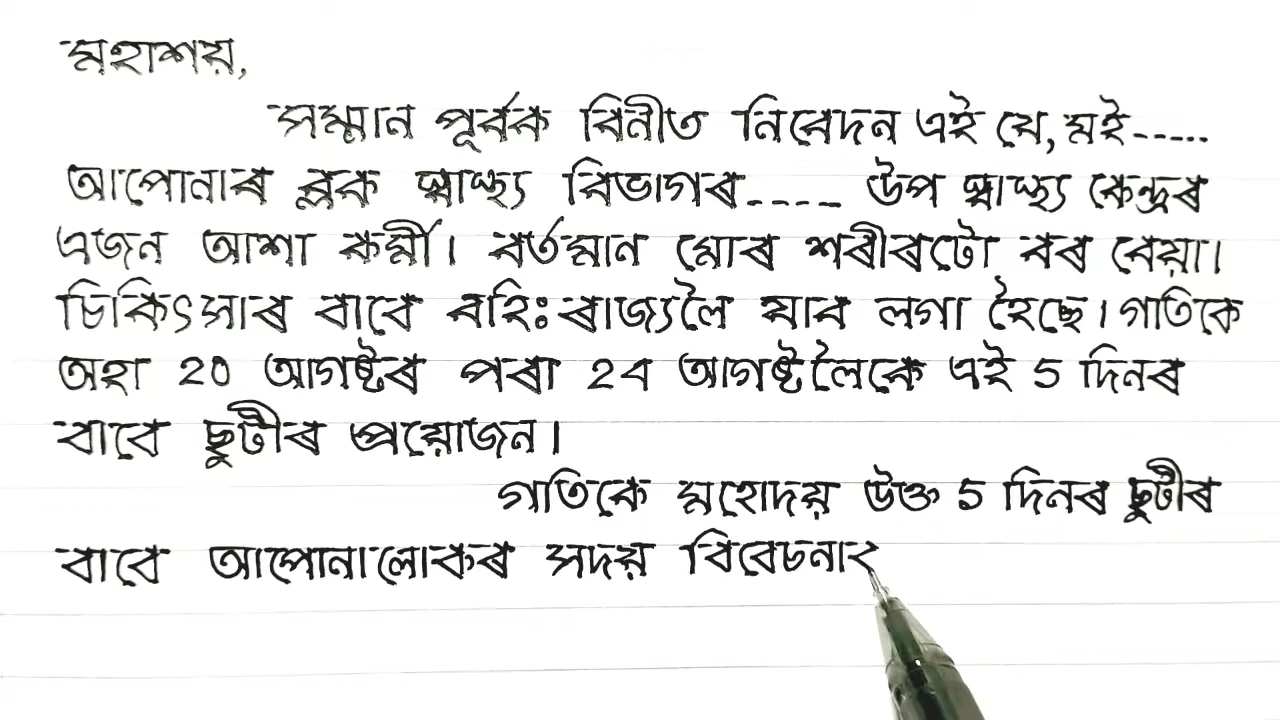 মহাশয়,
সম্মান পূৰ্বক বিনীত নিবেদন এই যে, মই-----
আপোনাৰ ব্লক স্বাস্থ্য বিভাগৰ----- উপ স্বাস্থ্য কেন্দ্ৰৰ
এজন আশা কৰ্মী। বৰ্তমান মোৰ শৰীৰটো বৰ বেয়া।
চিকিৎসাৰ বাবে বহিঃ ৰাজ্যলৈ যাব লগা হৈছে। গতিকে
অহা 20 আগষ্টৰ পৰা 24 আগষ্টলৈকে এই 5 দিনৰ
বাবে ছুটীৰ প্ৰয়োজন।
গতিকে মহোদয় উক্ত 5 দিনৰ ছুটীৰ
বাবে আপোনালোকৰ সদয় বিবেচনাব